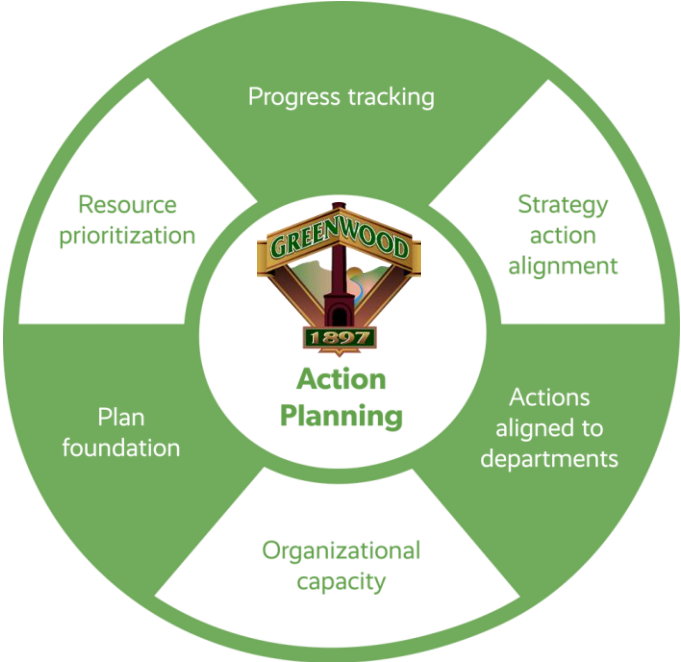 Progress tracking
Strategy
action
alignment
Actions
aligned to
departments
Organizational
capacity
Plan
foundation
Resource
prioritization
GREENWOOD
1897
Action
Planning